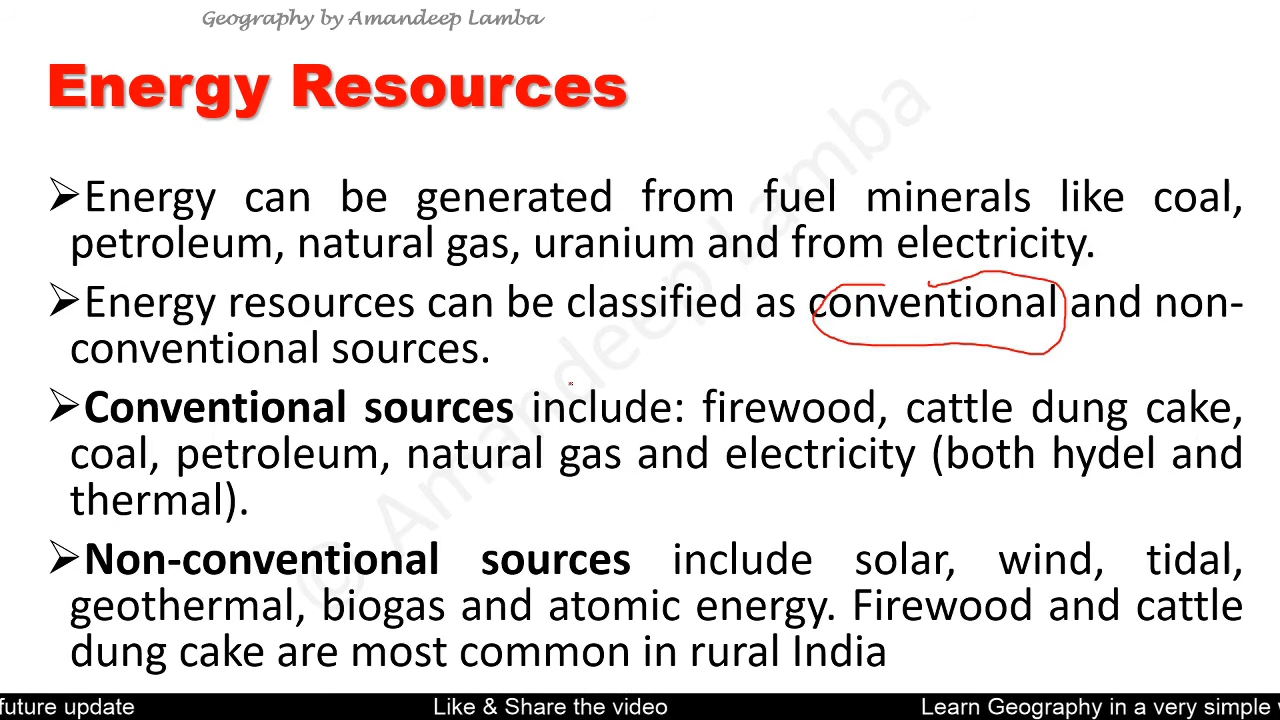 Geography by Amandeep Lamba
Energy Resources
➢Energy can be generated from fuel minerals like coal,
petroleum, natural gas, uranium and from electricity.
➢Energy resources can be classified as conventional and non-
conventional sources.
➢Conventional sources include: firewood, cattle dung cake,
coal, petroleum, natural gas and electricity (both hydel and
thermal).
➢Non-conventional sources include solar, wind, tidal,
geothermal, biogas and atomic energy. Firewood and cattle
dung cake are most common in rural India
© Amandeep Lamba
future update Like & Share the video Learn Geography in a very simple